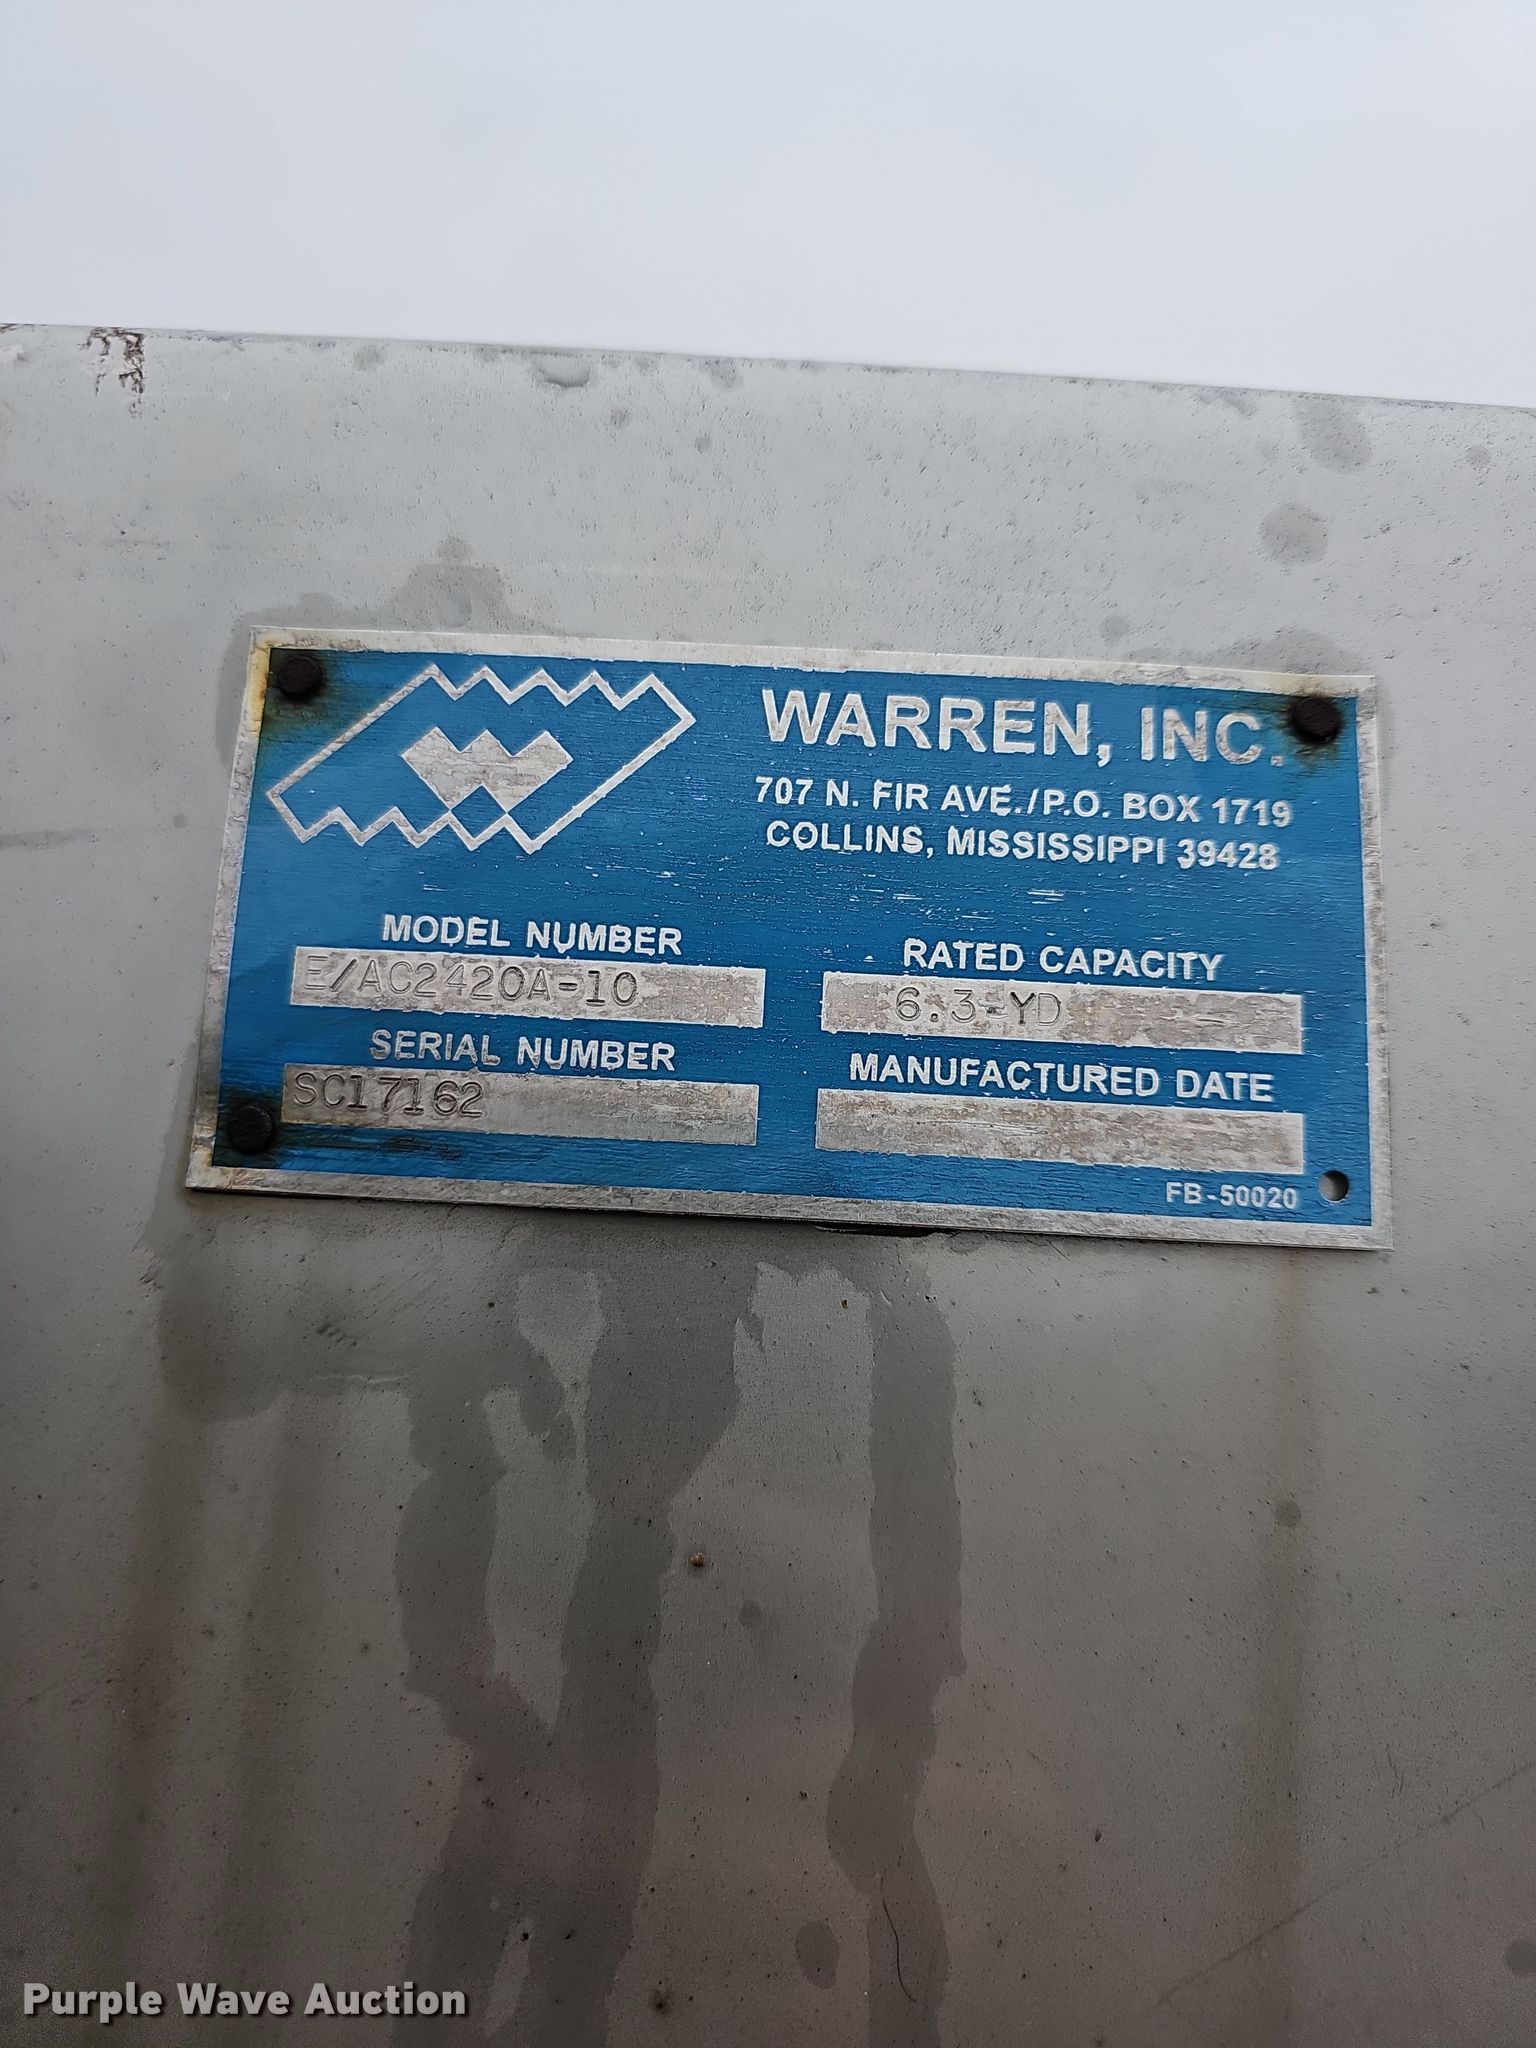 WARREN, INC.
707 N. FIR AVE./P.O. BOX 1719
COLLINS, MISSISSIPPI 39428
MODEL NUMBER
E/AC2420A-10
RATED CAPACITY
6.3-YD
SERIAL NUMBER
SC17162
MANUFACTURED DATE
FB-50020
Purple Wave Auction